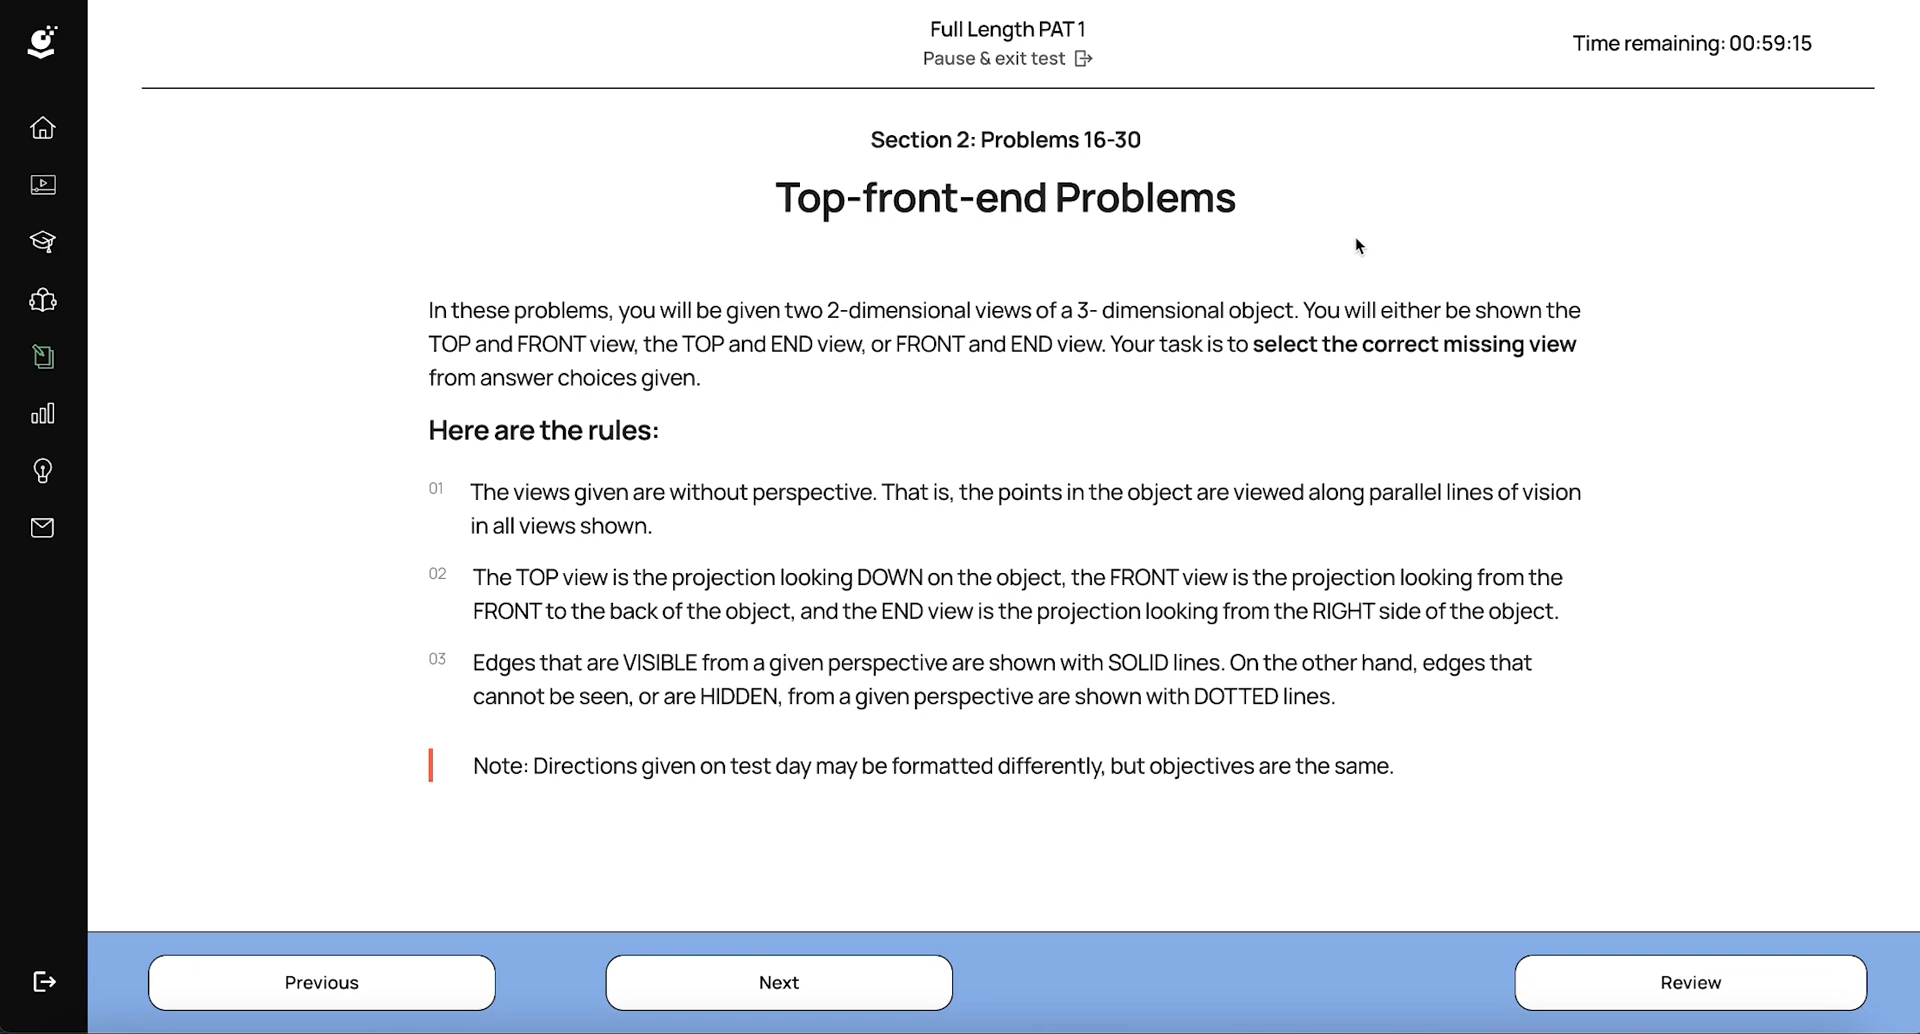 Full Length PAT 1
Pause & exit test
Time remaining: 00:59:15
Section 2: Problems 16-30
Top-front-end Problems
In these problems, you will be given two 2-dimensional views of a 3- dimensional object. You will either be shown the
TOP and FRONT view, the TOP and END view, or FRONT and END view. Your task is to select the correct missing view
from answer choices given.
Here are the rules:
01 The views given are without perspective. That is, the points in the object are viewed along parallel lines of vision
in all views shown.
02 The TOP view is the projection looking DOWN on the object, the FRONT view is the projection looking from the
FRONT to the back of the object, and the END view is the projection looking from the RIGHT side of the object.
03 Edges that are VISIBLE from a given perspective are shown with SOLID lines. On the other hand, edges that
cannot be seen, or are HIDDEN, from a given perspective are shown with DOTTED lines.
Note: Directions given on test day may be formatted differently, but objectives are the same.
Previous
Next
Review